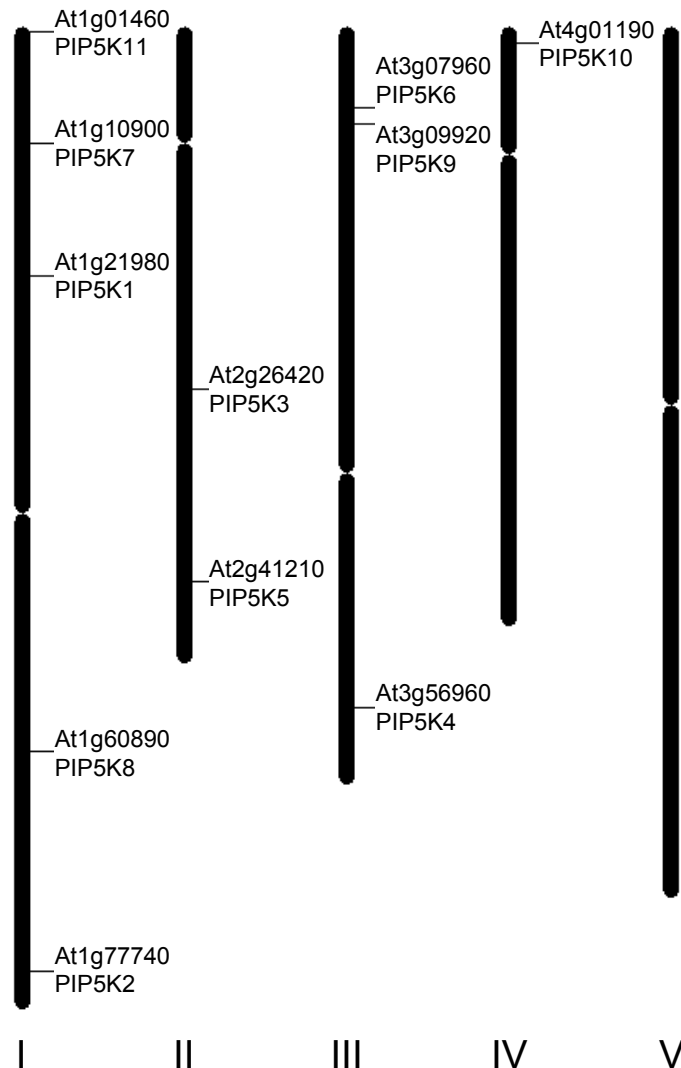 At1g01460
PIP5K11
At1g10900
PIP5K7
At1g21980
PIP5K1
At1g60890
PIP5K8
At1g77740
PIP5K2
At2g26420
PIP5K3
At2g41210
PIP5K5
At3g07960
PIP5K6
At3g09920
PIP5K9
At3g56960
PIP5K4
At4g01190
PIP5K10
I II III IV V